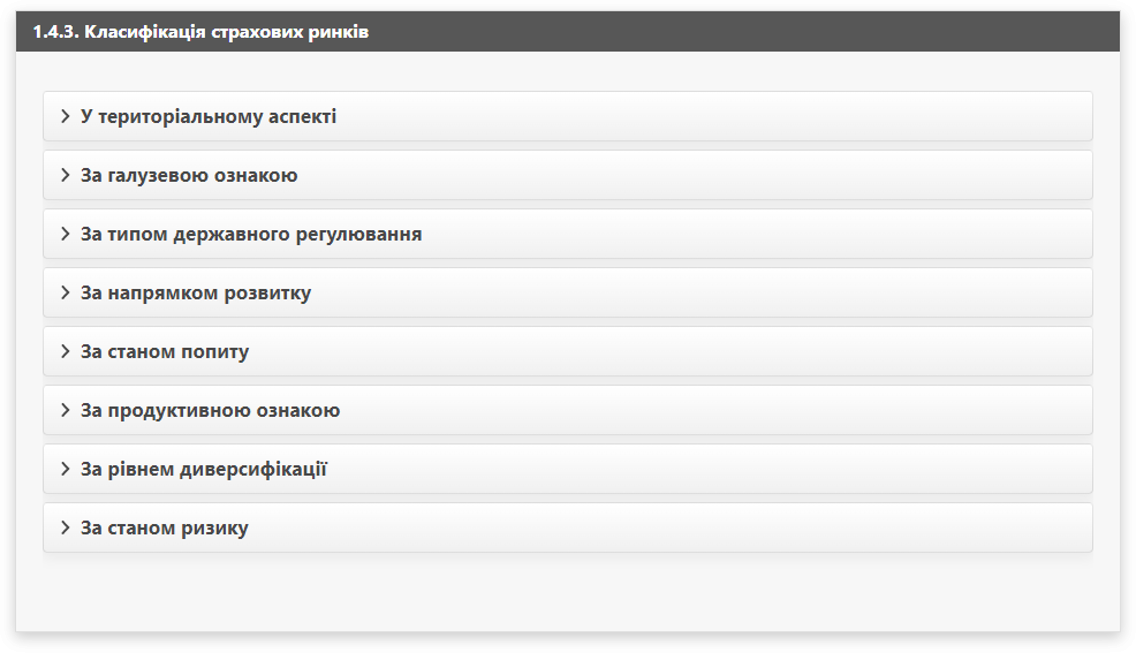 1.4.3. Класифікація страхових ринків
У територіальному аспекті
За галузевою ознакою
За типом державного регулювання
За напрямком розвитку
За станом попиту
За продуктивною ознакою
За рівнем диверсифікації
За станом ризику